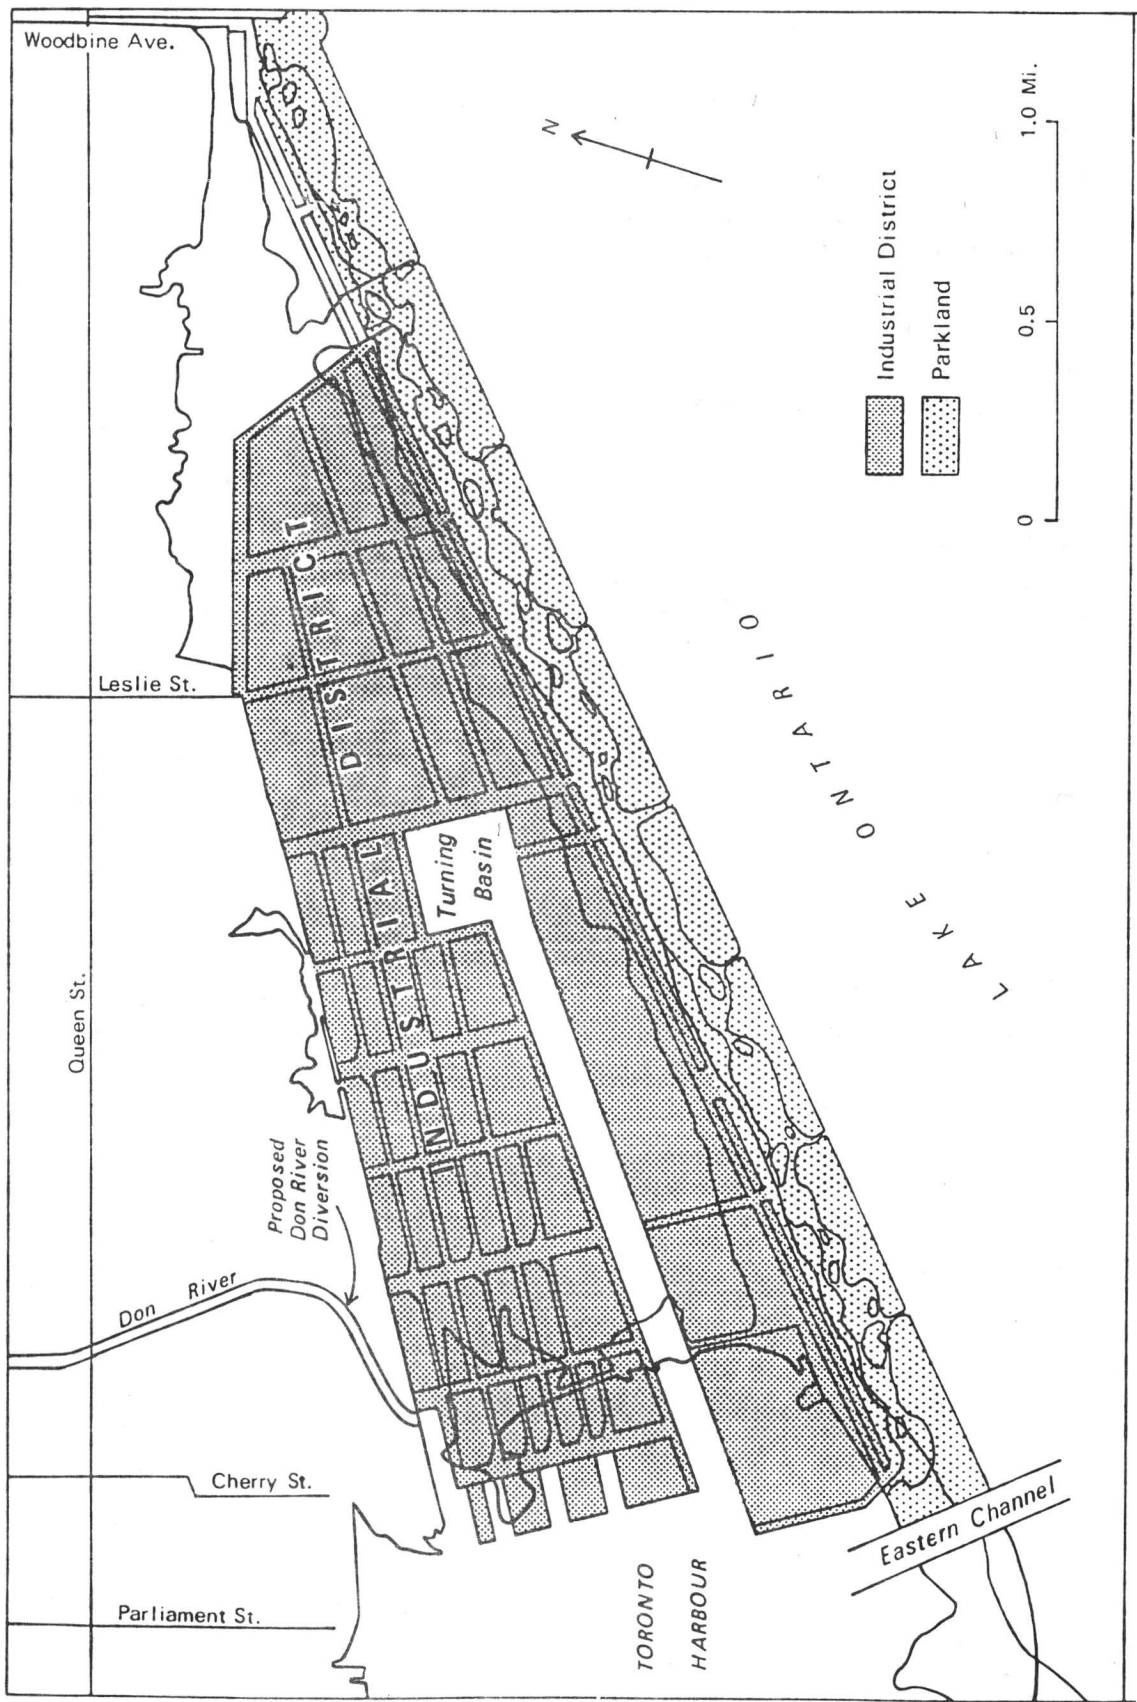 Woodbine Ave.
Leslie St.
Queen St.
Don River
Proposed
Don River
Diversion
Cherry St.
Parliament St.
INDUSTRIAL DISTRICT
Turning
Basin
TORONTO
HARBOUR
Eastern Channel
LAKE ONTARIO
N
Industrial District
Parkland
0 0.5 1.0 Mi.